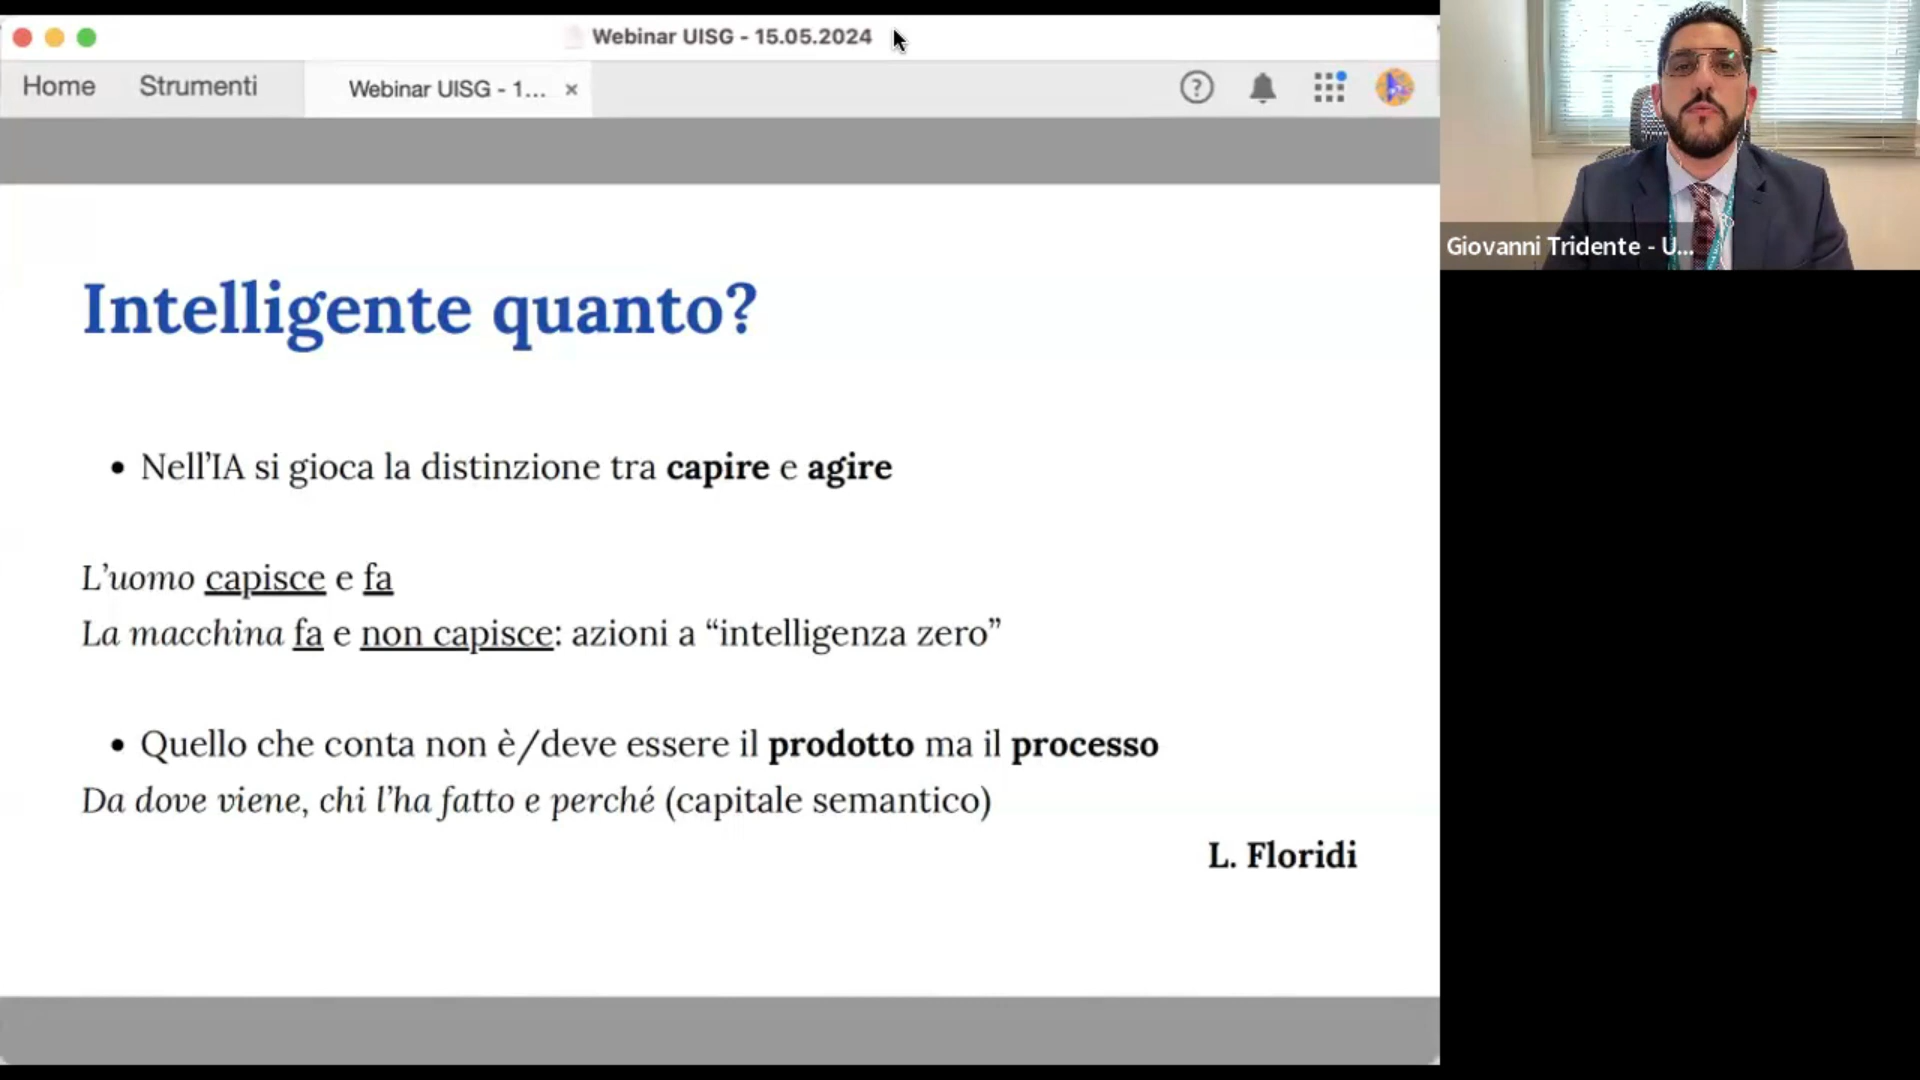 Webinar UISG - 15.05.2024
Home
Strumenti
Webinar UISG - 1...
Giovanni Tridente - U...
Intelligente quanto?
• Nell'IA si gioca la distinzione tra capire e agire
L'uomo capisce e fa
La macchina fa e non capisce: azioni a “intelligenza zero”
• Quello che conta non è/deve essere il prodotto ma il processo
Da dove viene, chi l'ha fatto e perché (capitale semantico)
L. Floridi